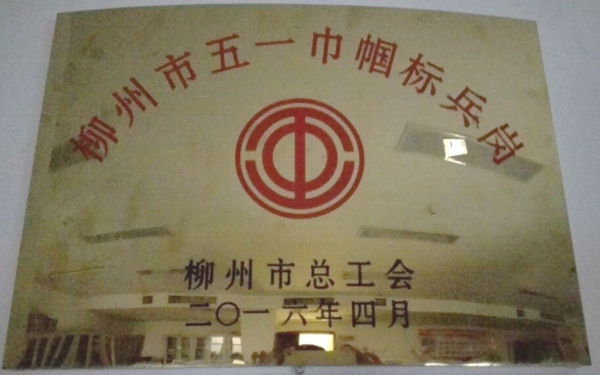 柳州市五一巾帼标兵岗
柳州市总工会
二〇一六年四月